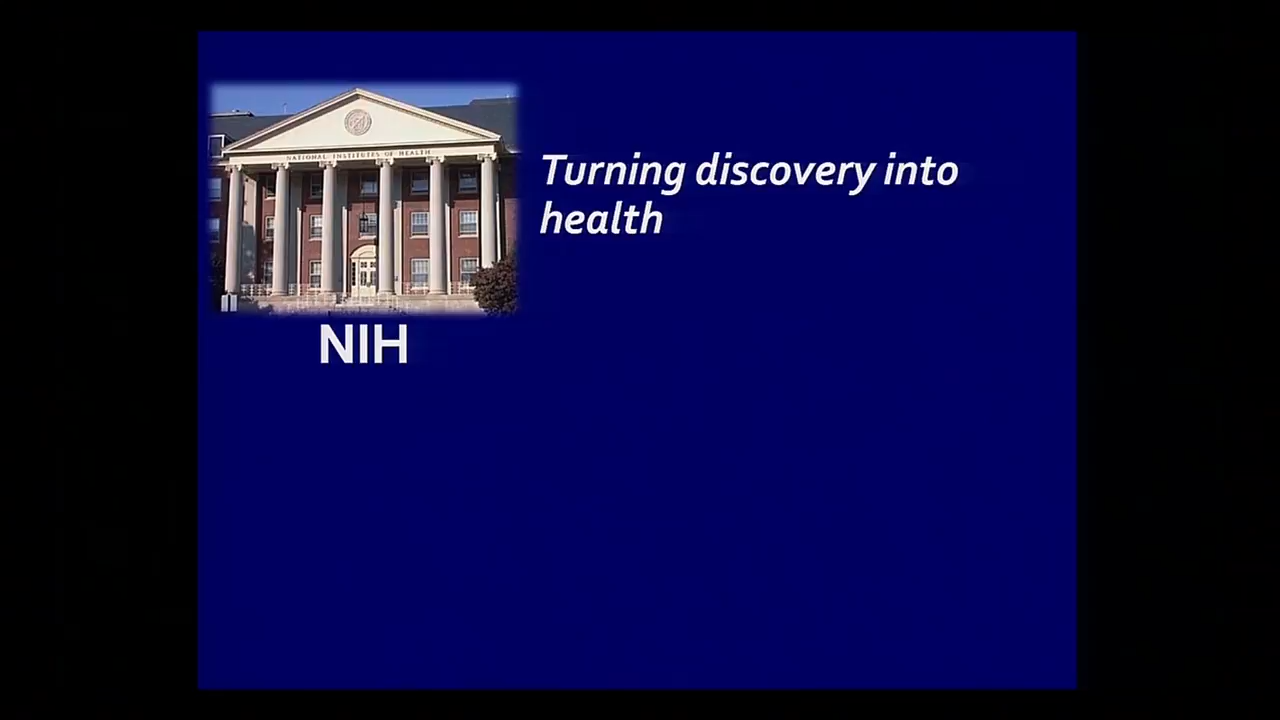 NATIONAL INSTITUTES OF HEALTH
Turning discovery into
health
NIH